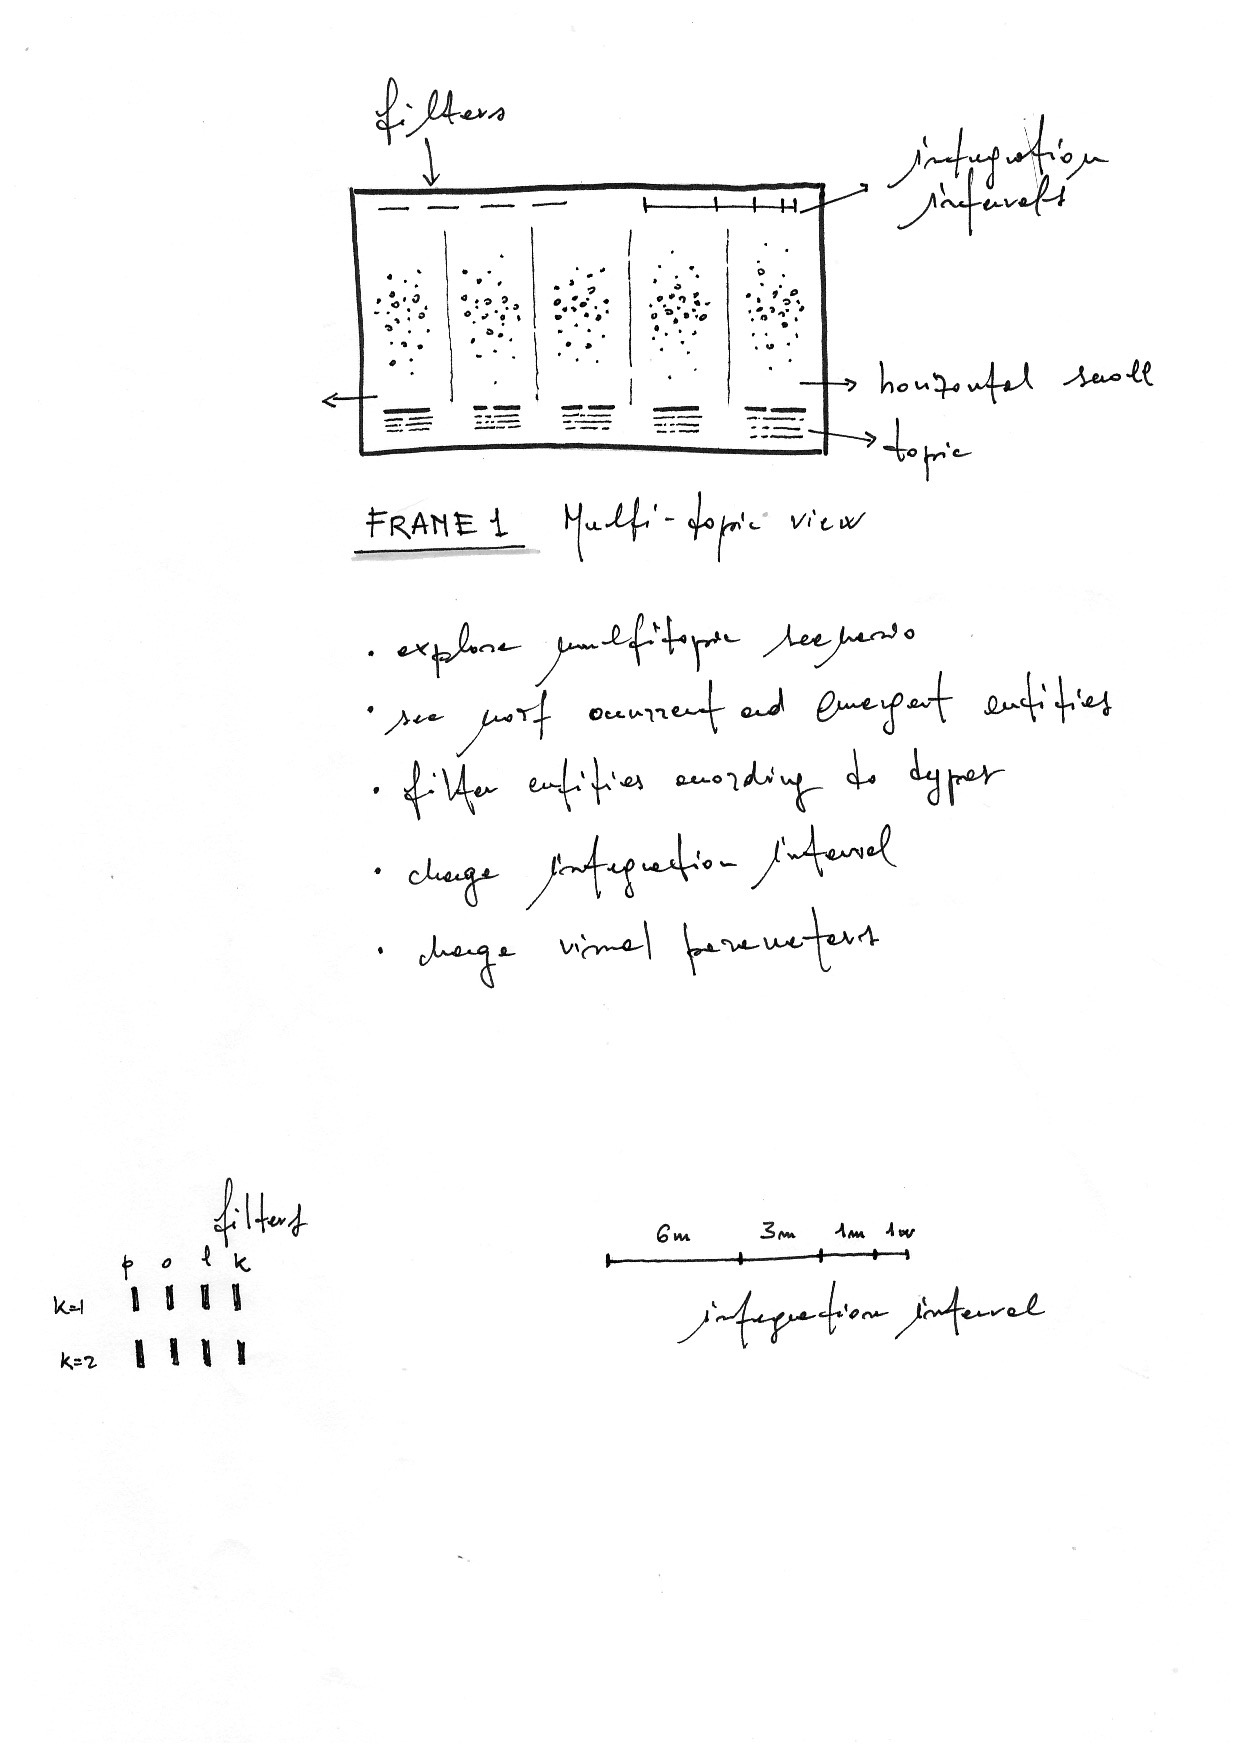 filters
integration
intervals
horizontal scroll
topic
FRAME 1 Multi-topic view
· explore multitopic scenario
· see most occurrent and emergent entities
· filter entities according to types
· change integration interval
· change visual parameters
filters
p o l k
k=1
k=2
6m 3m 1m 1w
integration interval